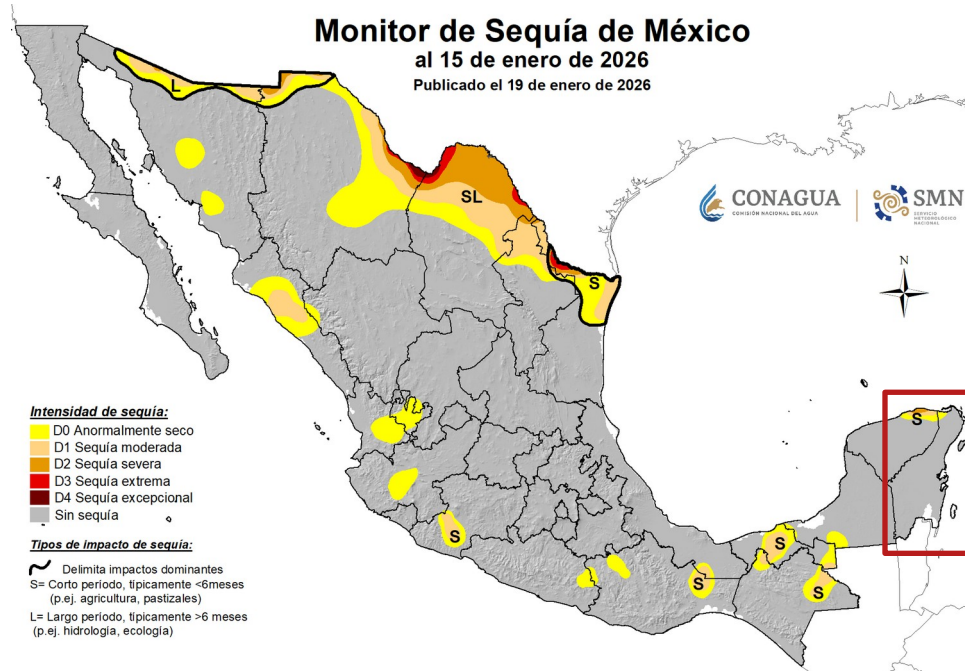 Monitor de Sequía de México
al 15 de enero de 2026
Publicado el 19 de enero de 2026
L
SL
S
CONAGUA
COMISIÓN NACIONAL DEL AGUA
SMN
SERVICIO
METEOROLÓGICO
NACIONAL
N
S
S
S
S
S
Intensidad de sequía:
D0 Anormalmente seco
D1 Sequía moderada
D2 Sequía severa
D3 Sequía extrema
D4 Sequía excepcional
Sin sequía
Tipos de impacto de sequía:
Delimita impactos dominantes
S= Corto período, típicamente <6meses
(p.ej. agricultura, pastizales)
L= Largo período, típicamente >6 meses
(p.ej. hidrología, ecología)